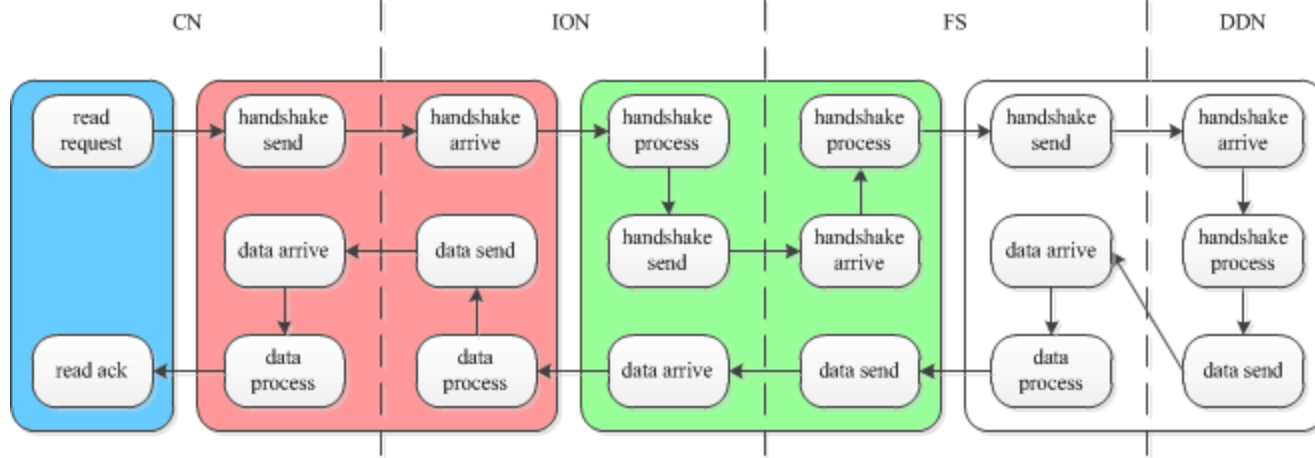 CN
ION
FS
DDN
read
request
handshake
send
handshake
arrive
handshake
process
handshake
process
handshake
send
handshake
arrive
data arrive
data send
handshake
send
handshake
arrive
data arrive
handshake
process
read ack
data
process
data
process
data arrive
data send
data
process
data send